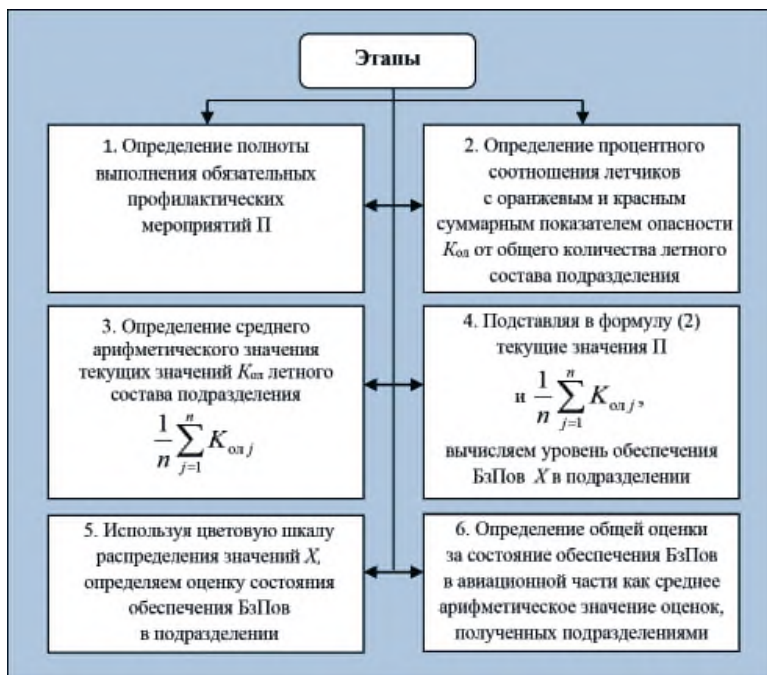 Этапы
1. Определение полноты
выполнения обязательных
профилактических
мероприятий П
2. Определение процентного
соотношения летчиков
с оранжевым и красным
суммарным показателем опасности
Kол от общего количества летного
состава подразделения
3. Определение среднего
арифметического значения
текущих значений Kол летного
состава подразделения
1/n ∑ j=1 n Kол j
4. Подставляя в формулу (2)
текущие значения П
и 1/n ∑ j=1 n Kол j,
вычисляем уровень обеспечения
БзПов X в подразделении
5. Используя цветовую шкалу
распределения значений X,
определяем оценку состояния
обеспечения БзПов
в подразделении
6. Определение общей оценки
за состояние обеспечения БзПов
в авиационной части как среднее
арифметическое значение оценок,
полученных подразделениями